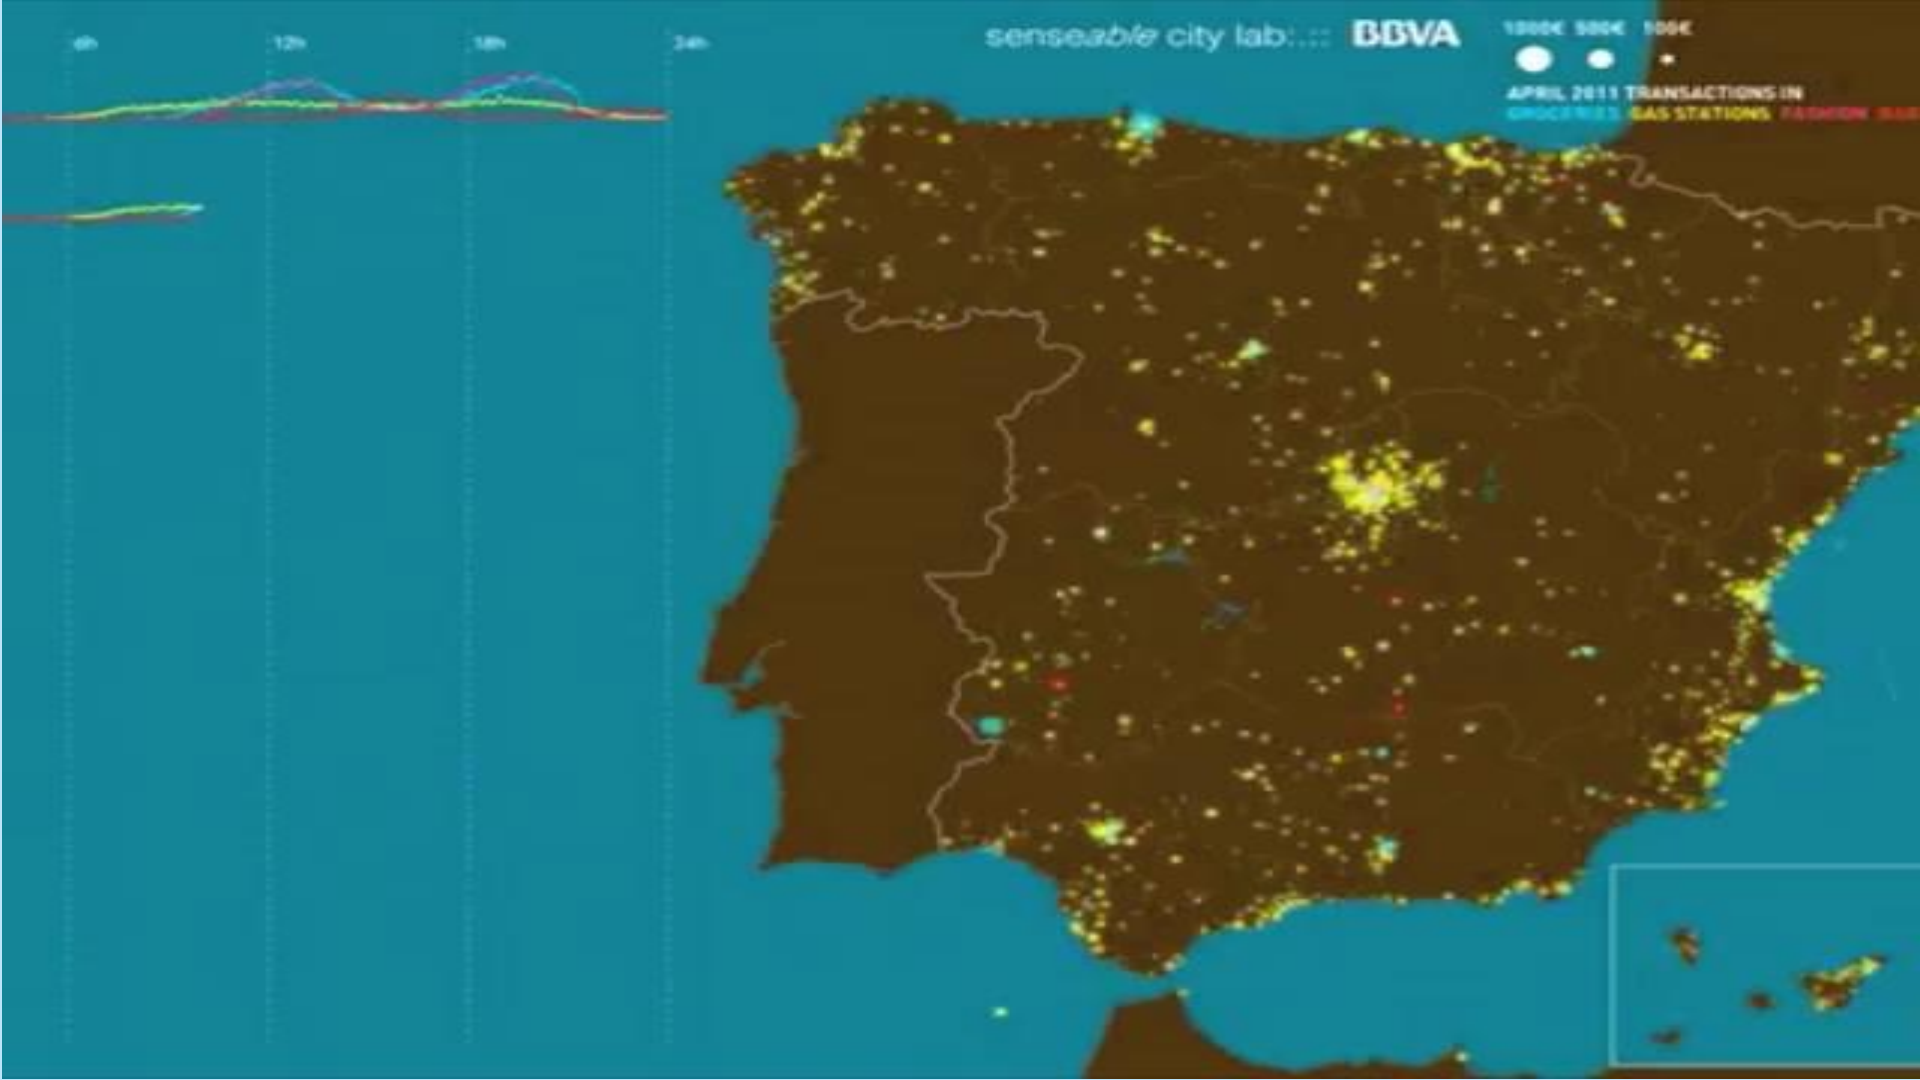 6h 12h 18h 24h
senseable city lab:.:: BBVA
1000€ 500€ 100€
APRIL 2011 TRANSACTIONS IN
GROCERIES GAS STATIONS FASHION